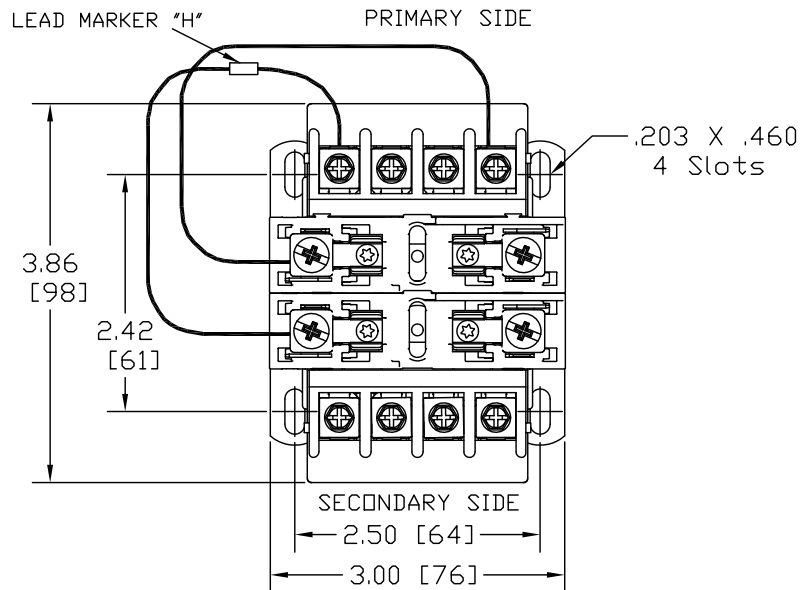 LEAD MARKER "H"
PRIMARY SIDE
.203 X .460
4 Slots
3.86
[98]
2.42
[61]
SECONDARY SIDE
2.50 [64]
3.00 [76]